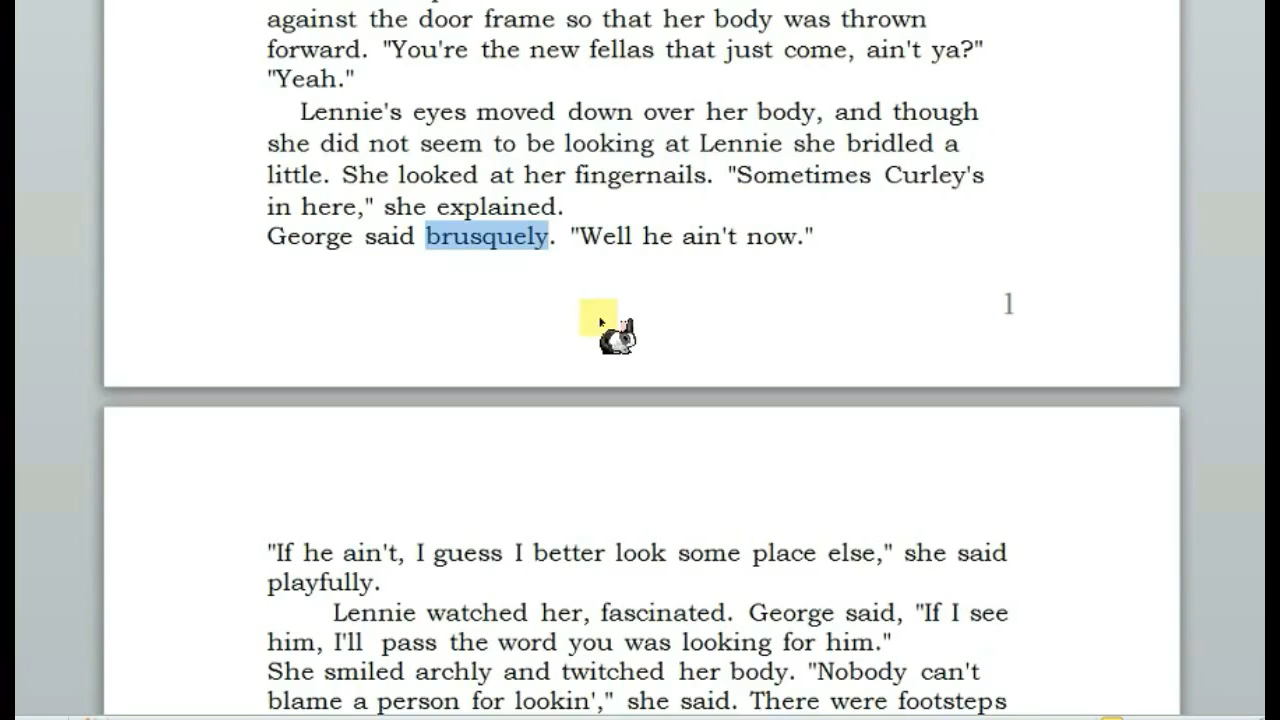 against the door frame so that her body was thrown
forward. "You're the new fellas that just come, ain't ya?"
"Yeah."
Lennie's eyes moved down over her body, and though
she did not seem to be looking at Lennie she bridled a
little. She looked at her fingernails. "Sometimes Curley's
in here," she explained.
George said brusquely. "Well he ain't now."
1
"If he ain't, I guess I better look some place else," she said
playfully.
Lennie watched her, fascinated. George said, "If I see
him, I'll pass the word you was looking for him."
She smiled archly and twitched her body. "Nobody can't
blame a person for lookin'," she said. There were footsteps